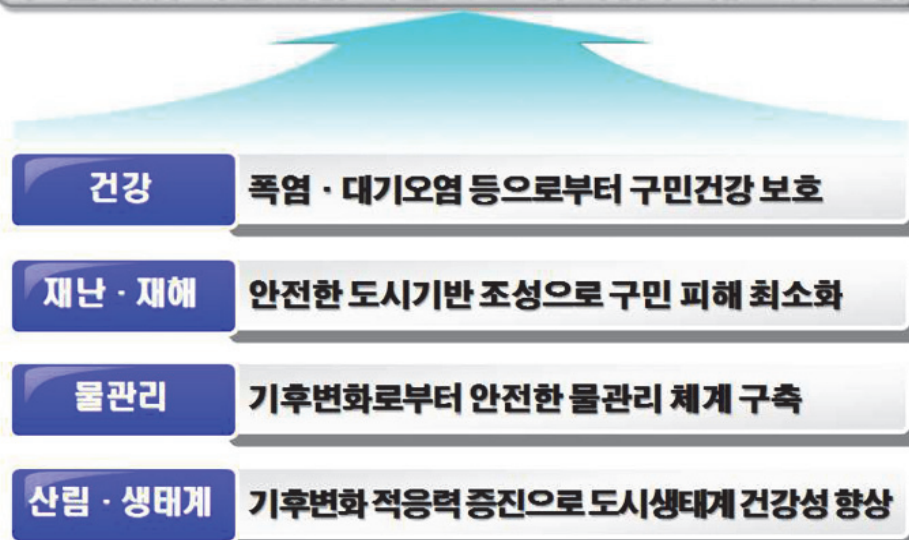 건강
폭염 · 대기오염 등으로부터 구민건강 보호
재난 · 재해
안전한 도시기반 조성으로 구민 피해 최소화
물관리
기후변화로부터 안전한 물관리 체계 구축
산림 · 생태계
기후변화 적응력 증진으로 도시생태계 건강성 향상